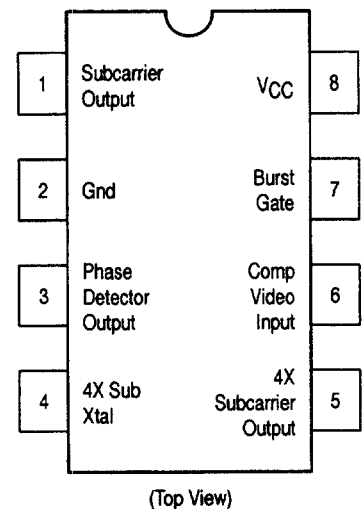 1
Subcarrier
Output
VCC
8
2
Gnd
Burst
Gate
7
3
Phase
Detector
Output
Comp
Video
Input
6
4
4X Sub
Xtal
4X
Subcarrier
Output
5
(Top View)